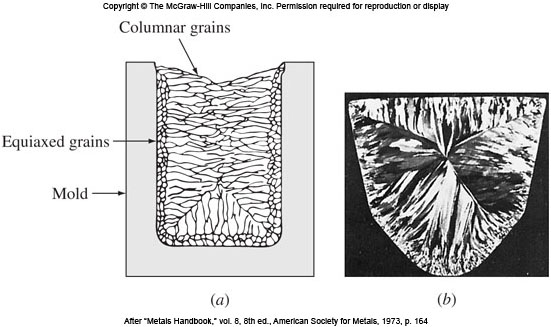 Copyright © The McGraw-Hill Companies, Inc. Permission required for reproduction or display
Columnar grains
Equiaxed grains
Mold
(a)
(b)
After "Metals Handbook," vol. 8, 8th ed., American Society for Metals, 1973, p. 164